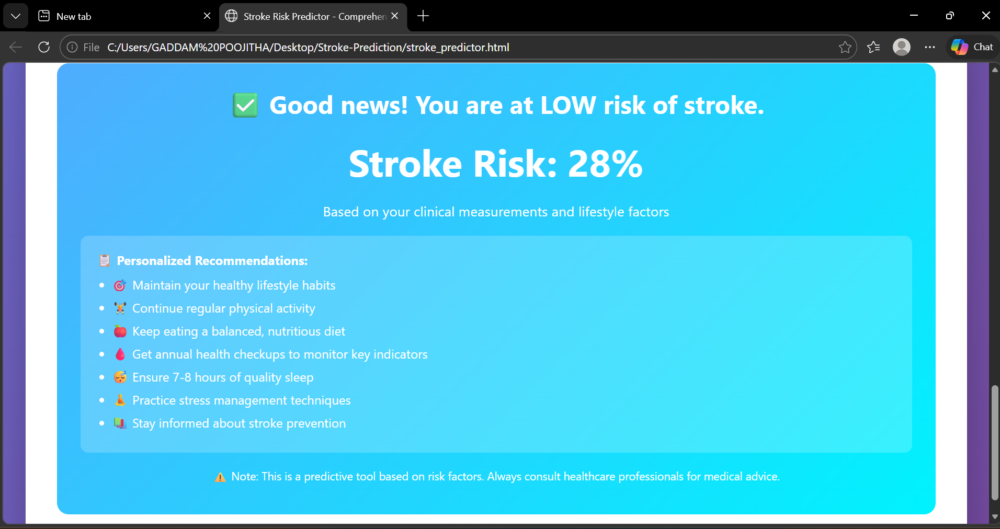 New tab
Stroke Risk Predictor - Comprehen
File C:/Users/GADDAM%20POOJITHA/Desktop/Stroke-Prediction/stroke_predictor.html
Chat
✅ Good news! You are at LOW risk of stroke.
Stroke Risk: 28%
Based on your clinical measurements and lifestyle factors
📋 Personalized Recommendations:
• 🎯 Maintain your healthy lifestyle habits
• 🏋️ Continue regular physical activity
• 🍎 Keep eating a balanced, nutritious diet
• 🩸 Get annual health checkups to monitor key indicators
• 😴 Ensure 7-8 hours of quality sleep
• 🧘 Practice stress management techniques
• 📚 Stay informed about stroke prevention
⚠️ Note: This is a predictive tool based on risk factors. Always consult healthcare professionals for medical advice.